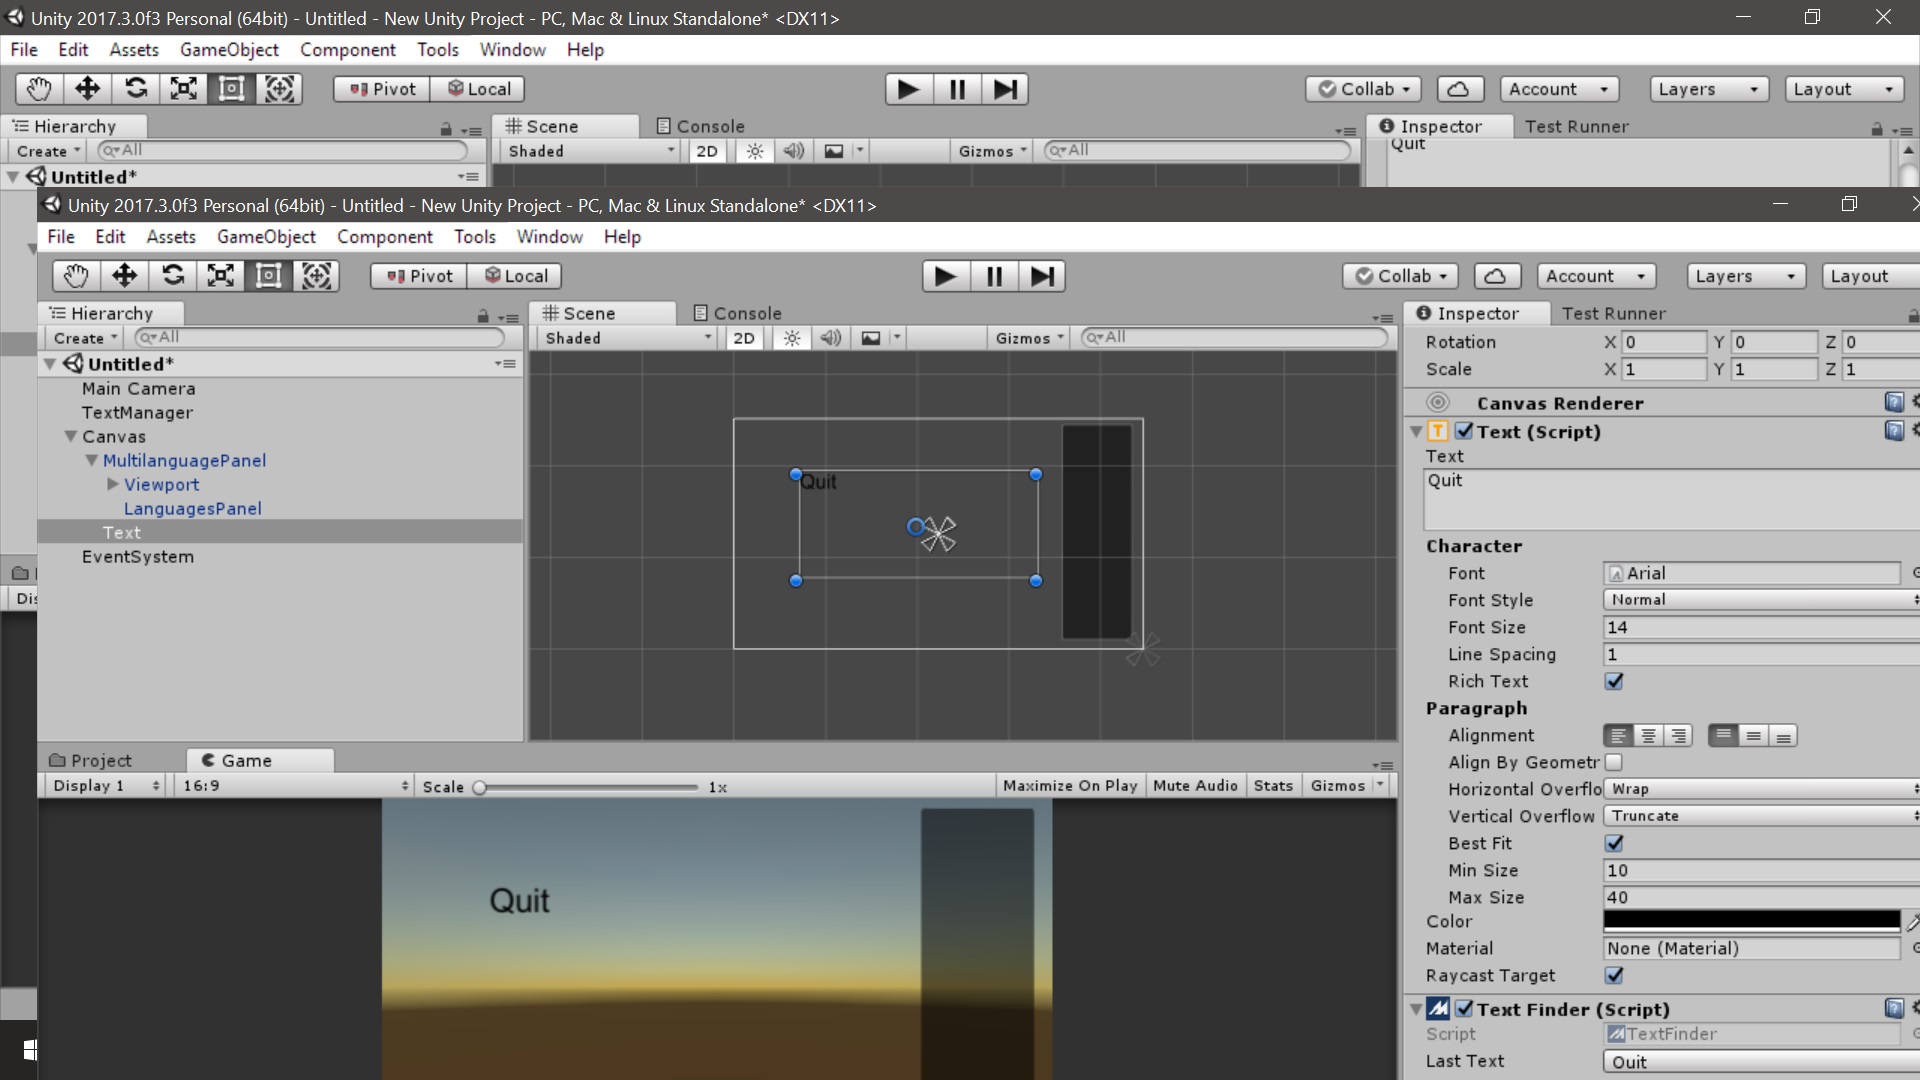 Unity 2017.3.0f3 Personal (64bit) - Untitled - New Unity Project - PC, Mac & Linux Standalone* <DX11>
File Edit Assets GameObject Component Tools Window Help
Pivot Local Collab Account Layers Layout
Hierarchy Scene Console Inspector Test Runner
Create All Shaded 2D Gizmos All Quit
Untitled*
Unity 2017.3.0f3 Personal (64bit) - Untitled - New Unity Project - PC, Mac & Linux Standalone* <DX11>
File Edit Assets GameObject Component Tools Window Help
Pivot Local Collab Account Layers Layout
Hierarchy Scene Console Inspector Test Runner
Create All Shaded 2D Gizmos All
Rotation X 0 Y 0 Z 0
Untitled*
Scale X 1 Y 1 Z 1
Main Camera
TextManager
Canvas Renderer
Canvas
Text (Script)
MultilanguagePanel
Text
Viewport
Quit
Quit
LanguagesPanel
Text
EventSystem
Character
Font Arial
Font Style Normal
Font Size 14
Line Spacing 1
Rich Text
Paragraph
Alignment
Project Game
Align By Geometr
Display 1 16:9 Scale 1x Maximize On Play Mute Audio Stats Gizmos
Horizontal Overflo Wrap
Vertical Overflow Truncate
Best Fit
Min Size 10
Max Size 40
Quit
Color
Material None (Material)
Raycast Target
Text Finder (Script)
Script TextFinder
Last Text Quit